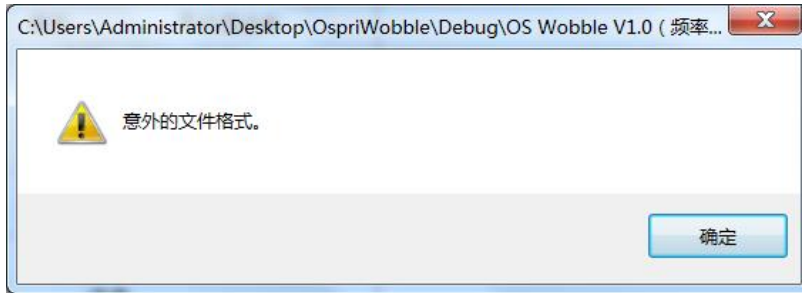 C:\Users\Administrator\Desktop\OspriWobble\Debug\OS Wobble V1.0 ( 频率...
意外的文件格式。
确定